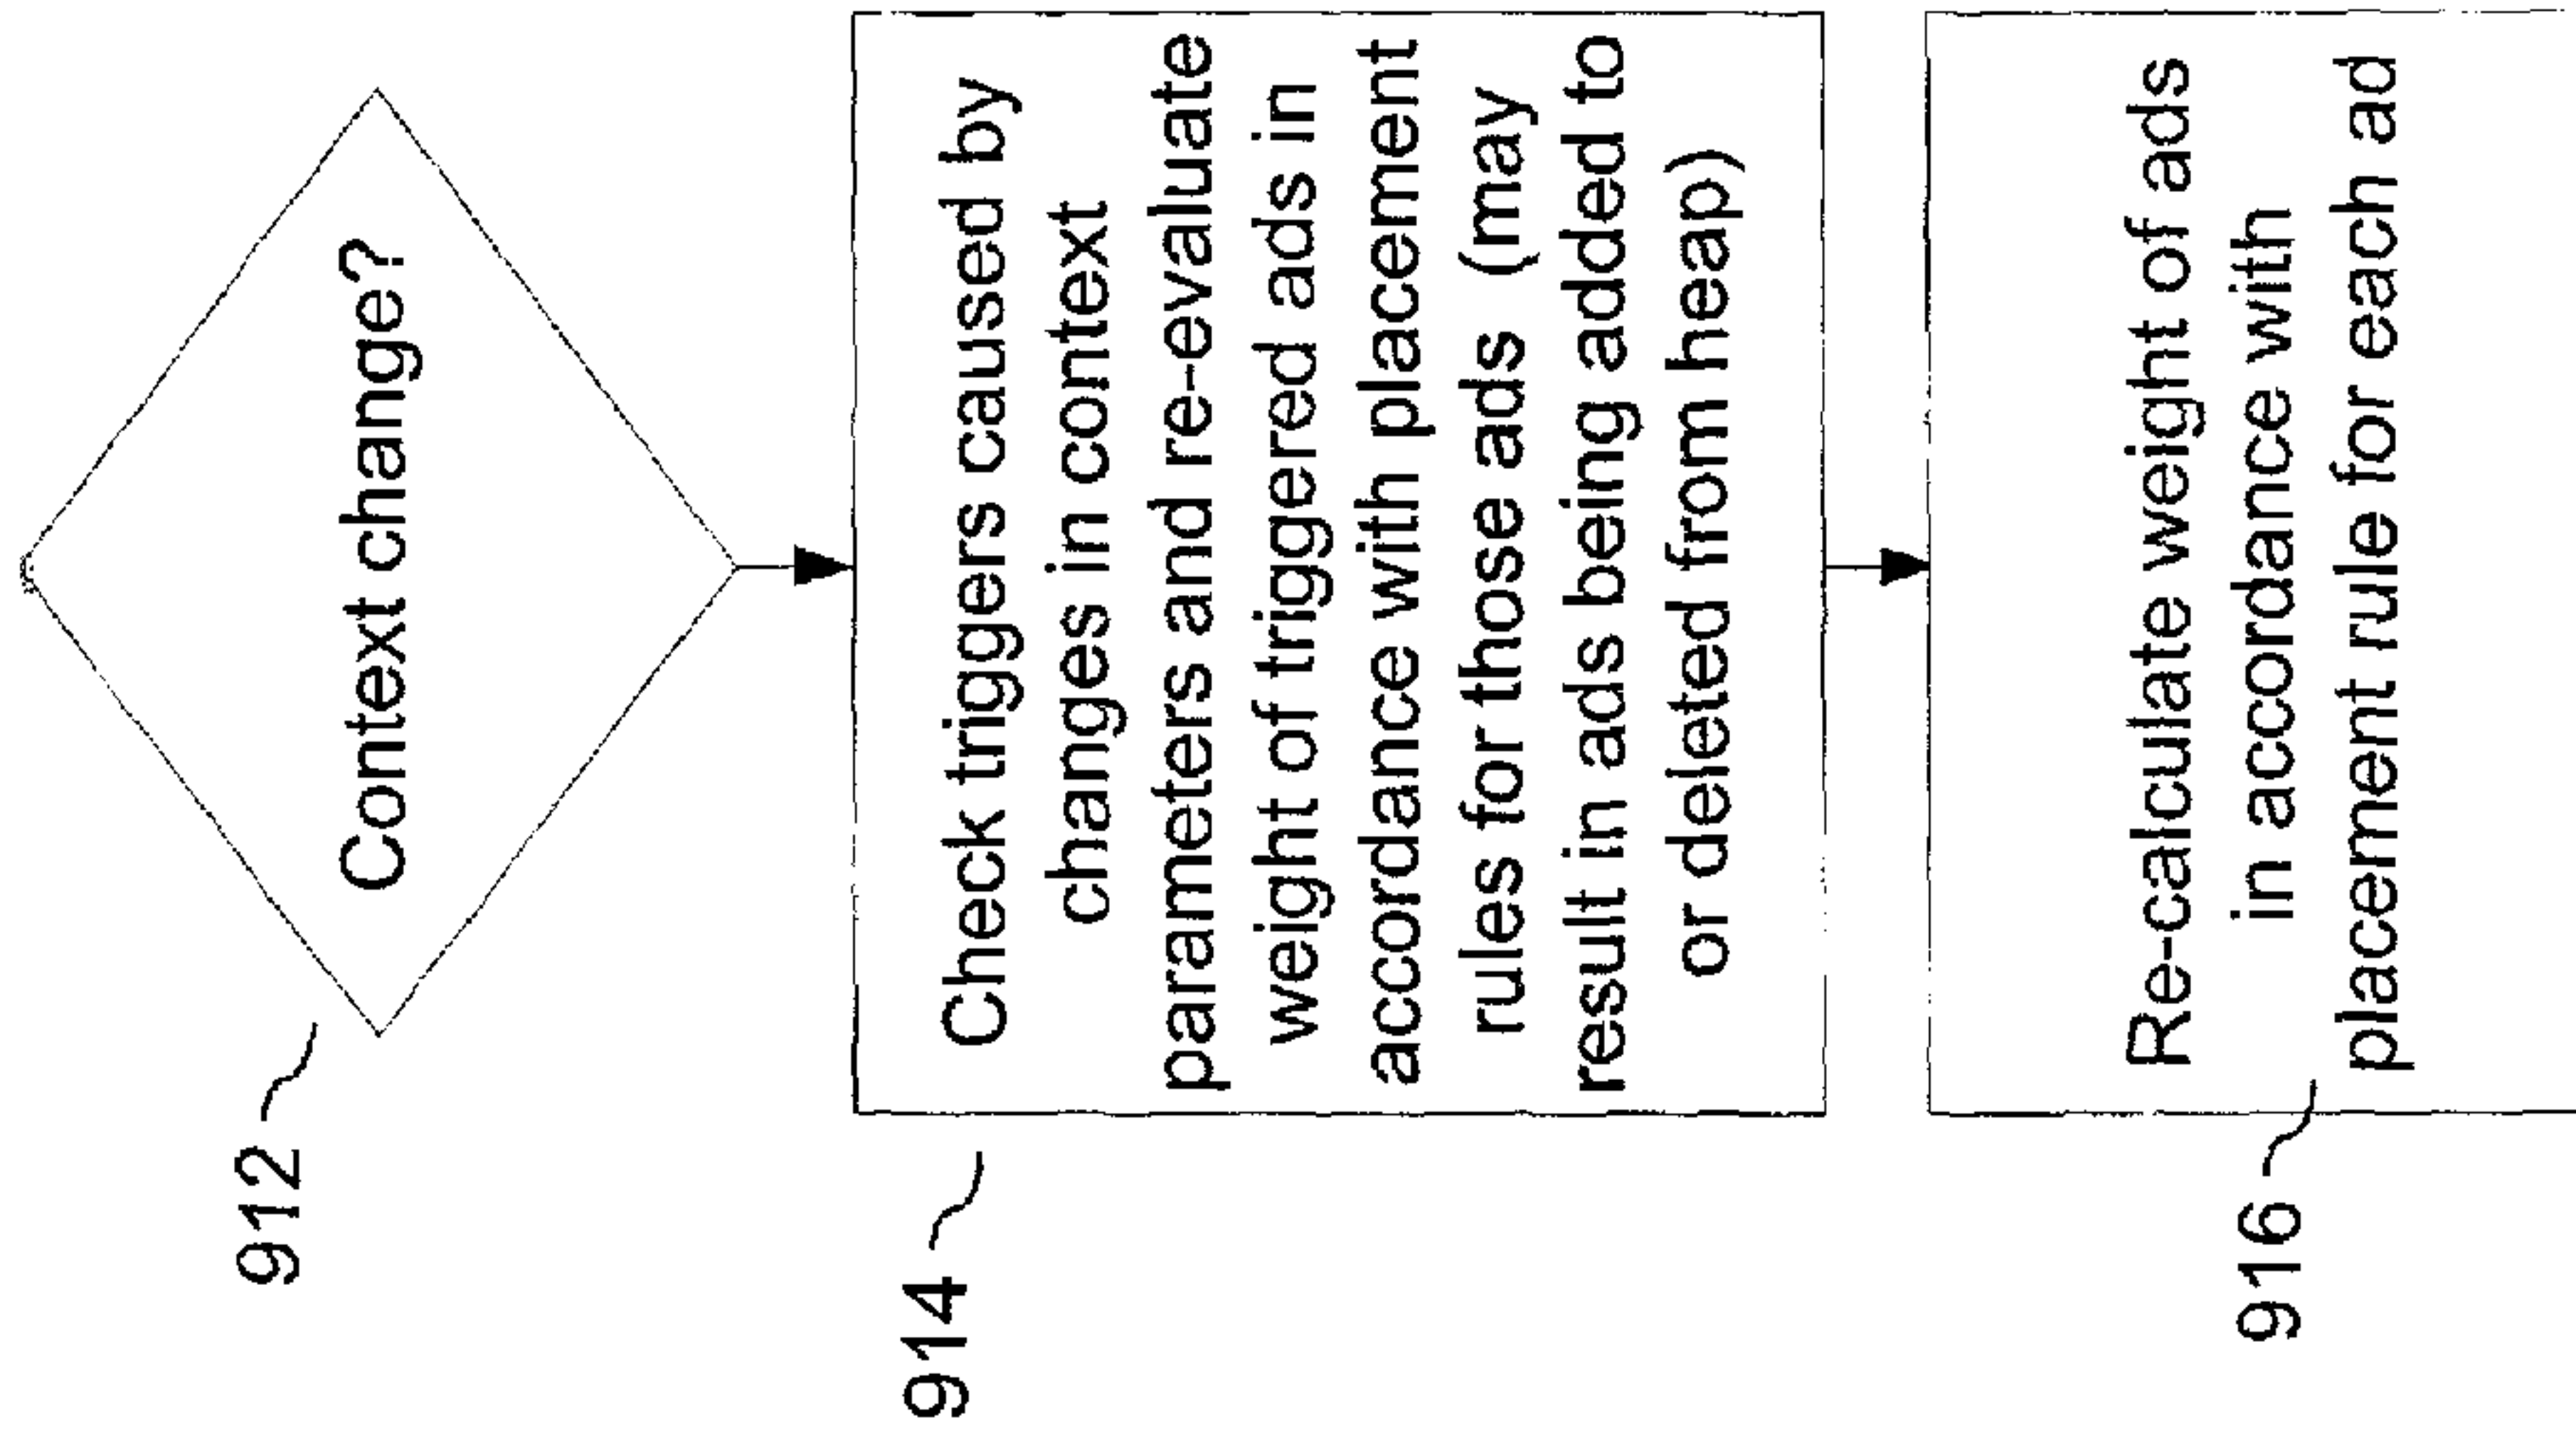 912
Context change?
914
Check triggers caused by
changes in context
parameters and re-evaluate
weight of triggered ads in
accordance with placement
rules for those ads (may
result in ads being added to
or deleted from heap)
916
Re-calculate weight of ads
in accordance with
placement rule for each ad